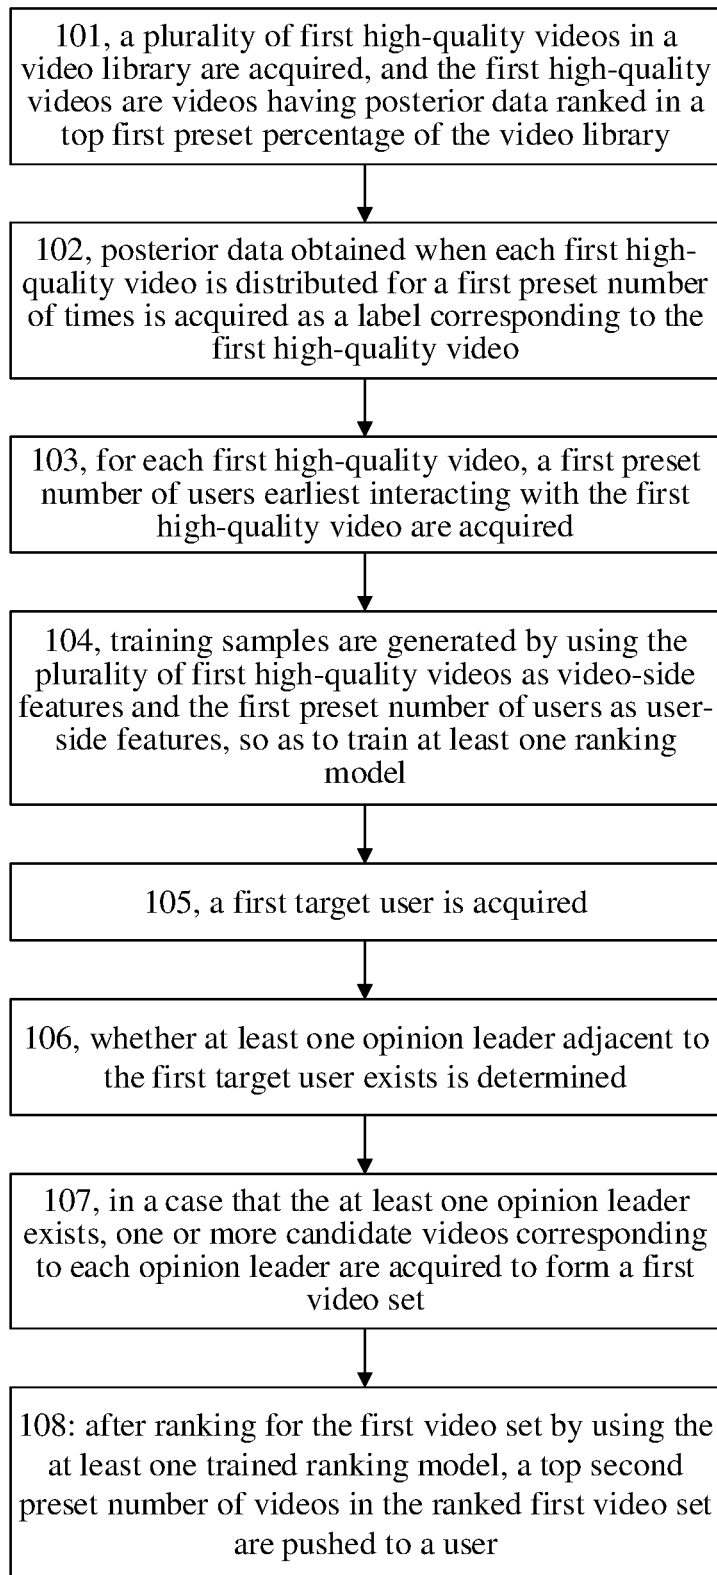 101, a plurality of first high-quality videos in a
video library are acquired, and the first high-quality
videos are videos having posterior data ranked in a
top first preset percentage of the video library
102, posterior data obtained when each first high-
quality video is distributed for a first preset number
of times is acquired as a label corresponding to the
first high-quality video
103, for each first high-quality video, a first preset
number of users earliest interacting with the first
high-quality video are acquired
104, training samples are generated by using the
plurality of first high-quality videos as video-side
features and the first preset number of users as user-
side features, so as to train at least one ranking
model
105, a first target user is acquired
106, whether at least one opinion leader adjacent to
the first target user exists is determined
107, in a case that the at least one opinion leader
exists, one or more candidate videos corresponding
to each opinion leader are acquired to form a first
video set
108: after ranking for the first video set by using the
at least one trained ranking model, a top second
preset number of videos in the ranked first video set
are pushed to a user